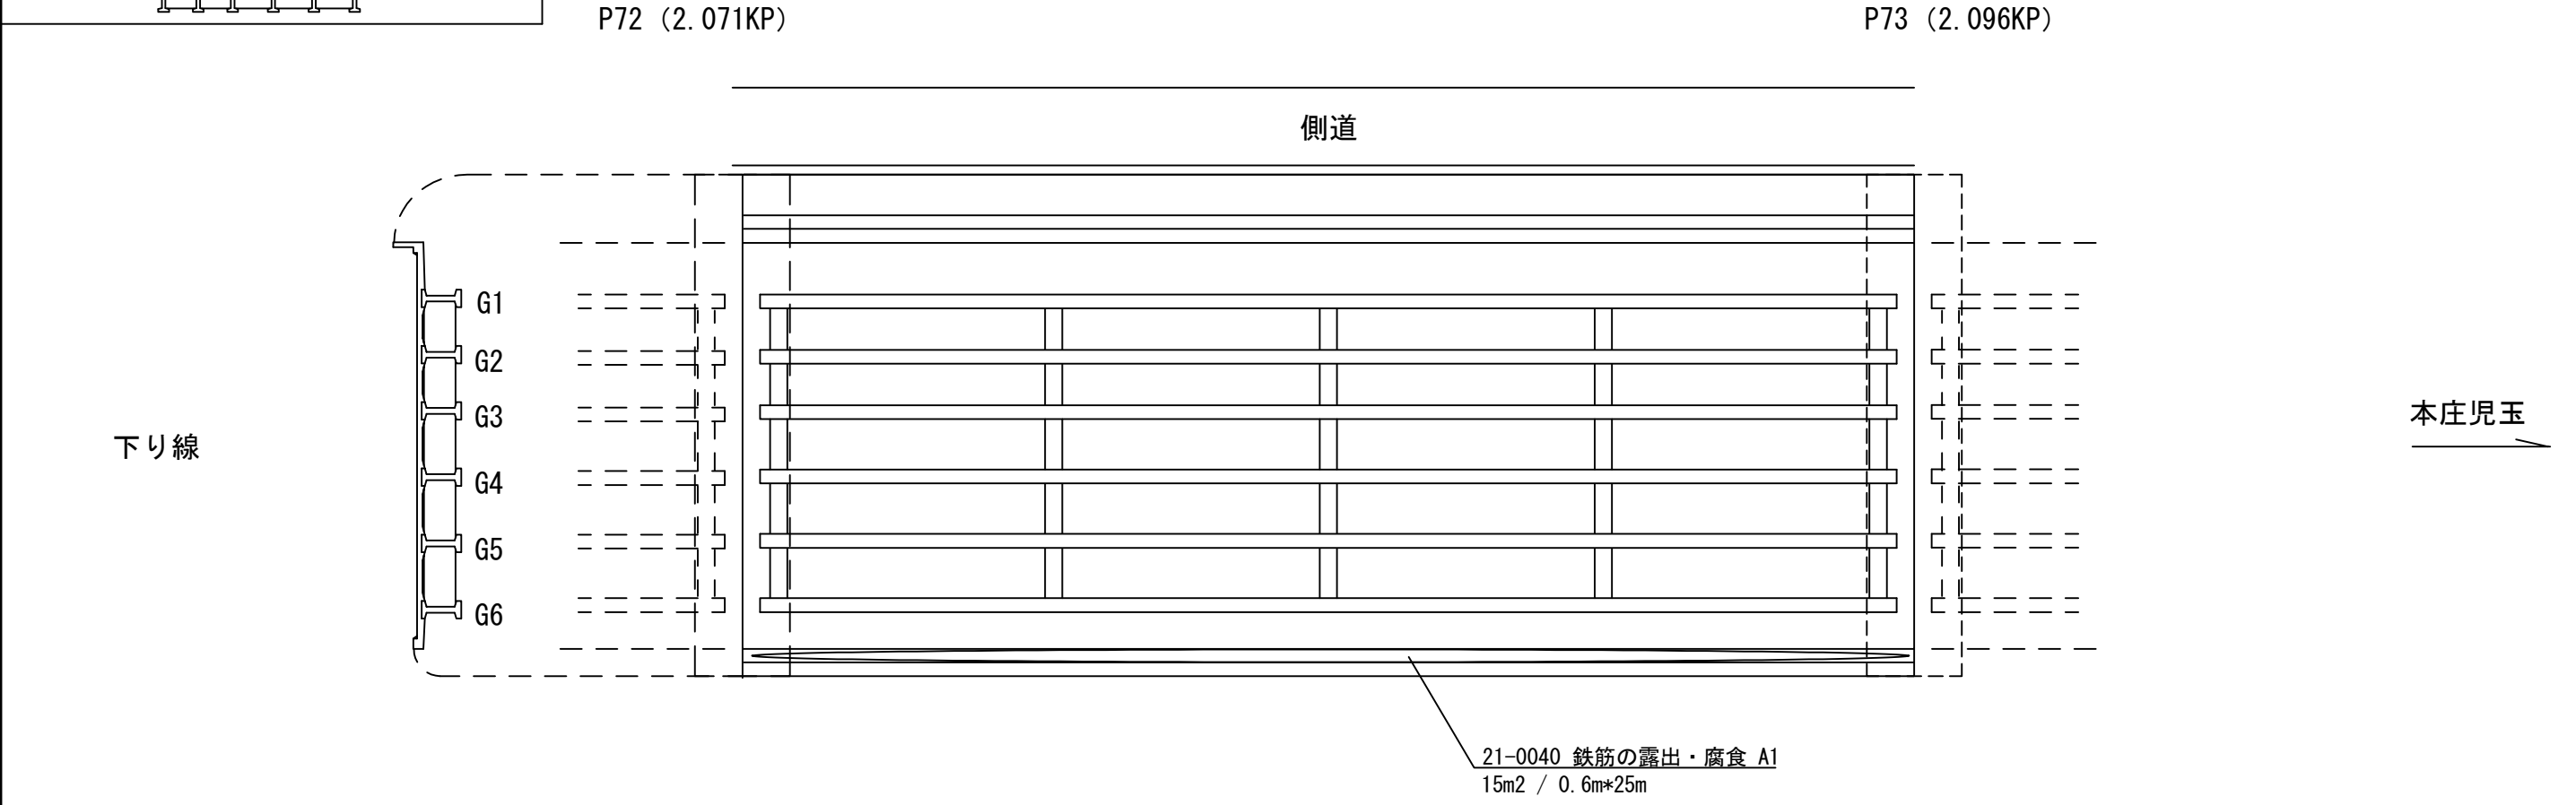 P72 (2.071KP)
P73 (2.096KP)
側道
G1
G2
G3
G4
G5
G6
下り線
本庄児玉
21-0040 鉄筋の露出・腐食 A1
15m2 / 0.6m*25m